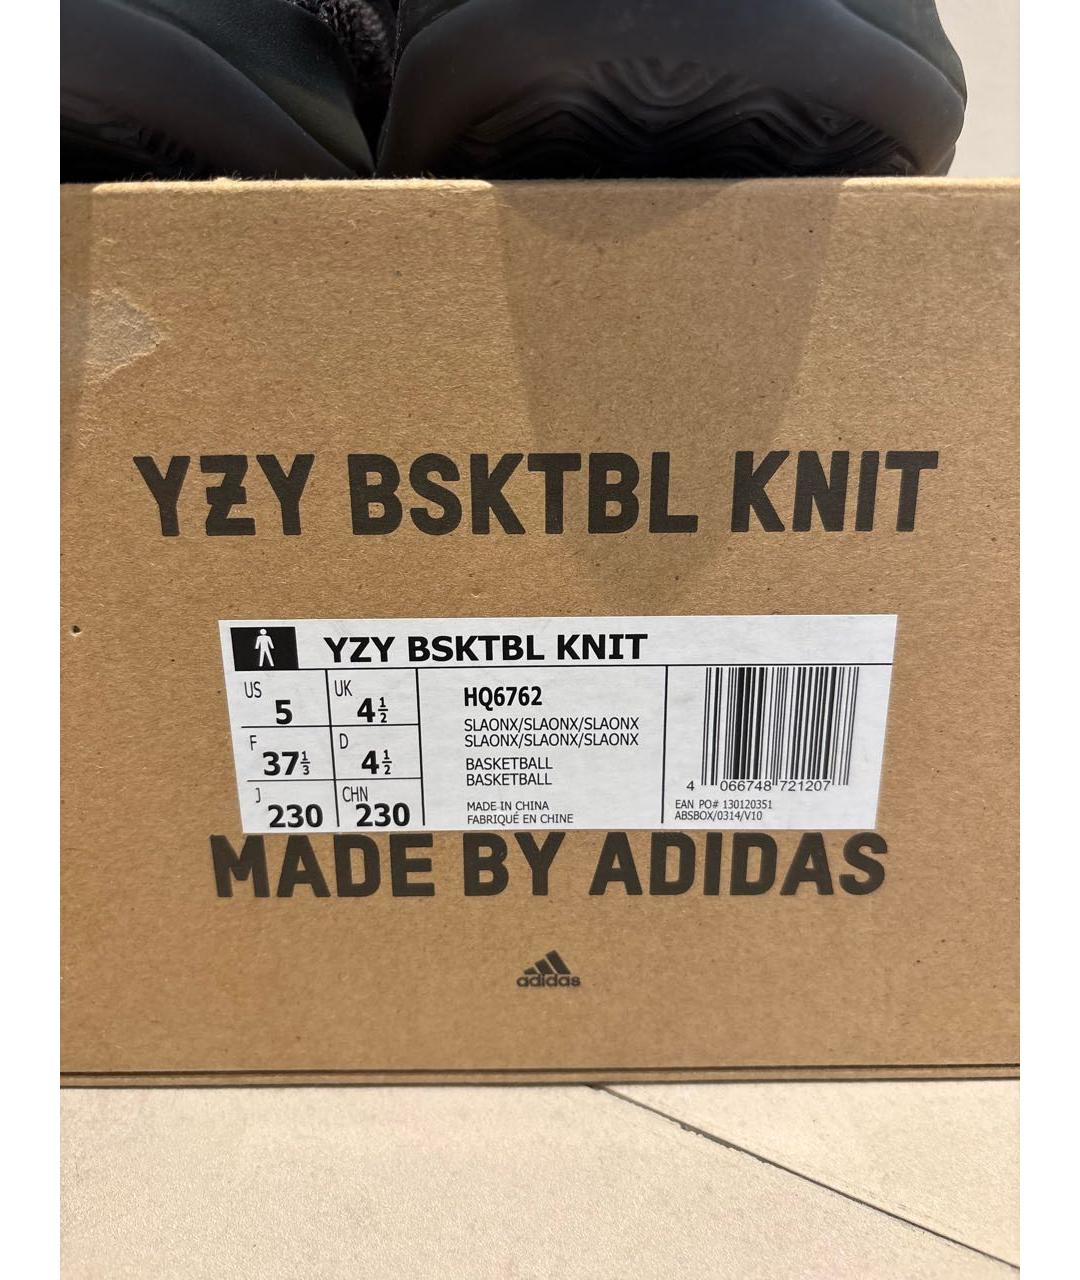 YZY BSKTBL KNIT
YZY BSKTBL KNIT
US 5 UK 4½
F 37⅓ D 4½
J 230 CHN 230
HQ6762
SLAONX/SLAONX/SLAONX
SLAONX/SLAONX/SLAONX
BASKETBALL
BASKETBALL
MADE IN CHINA
FABRIQUÉ EN CHINE
4 066748 721207
EAN PO# 130120351
ABSBOX/0314/V10
MADE BY ADIDAS
adidas